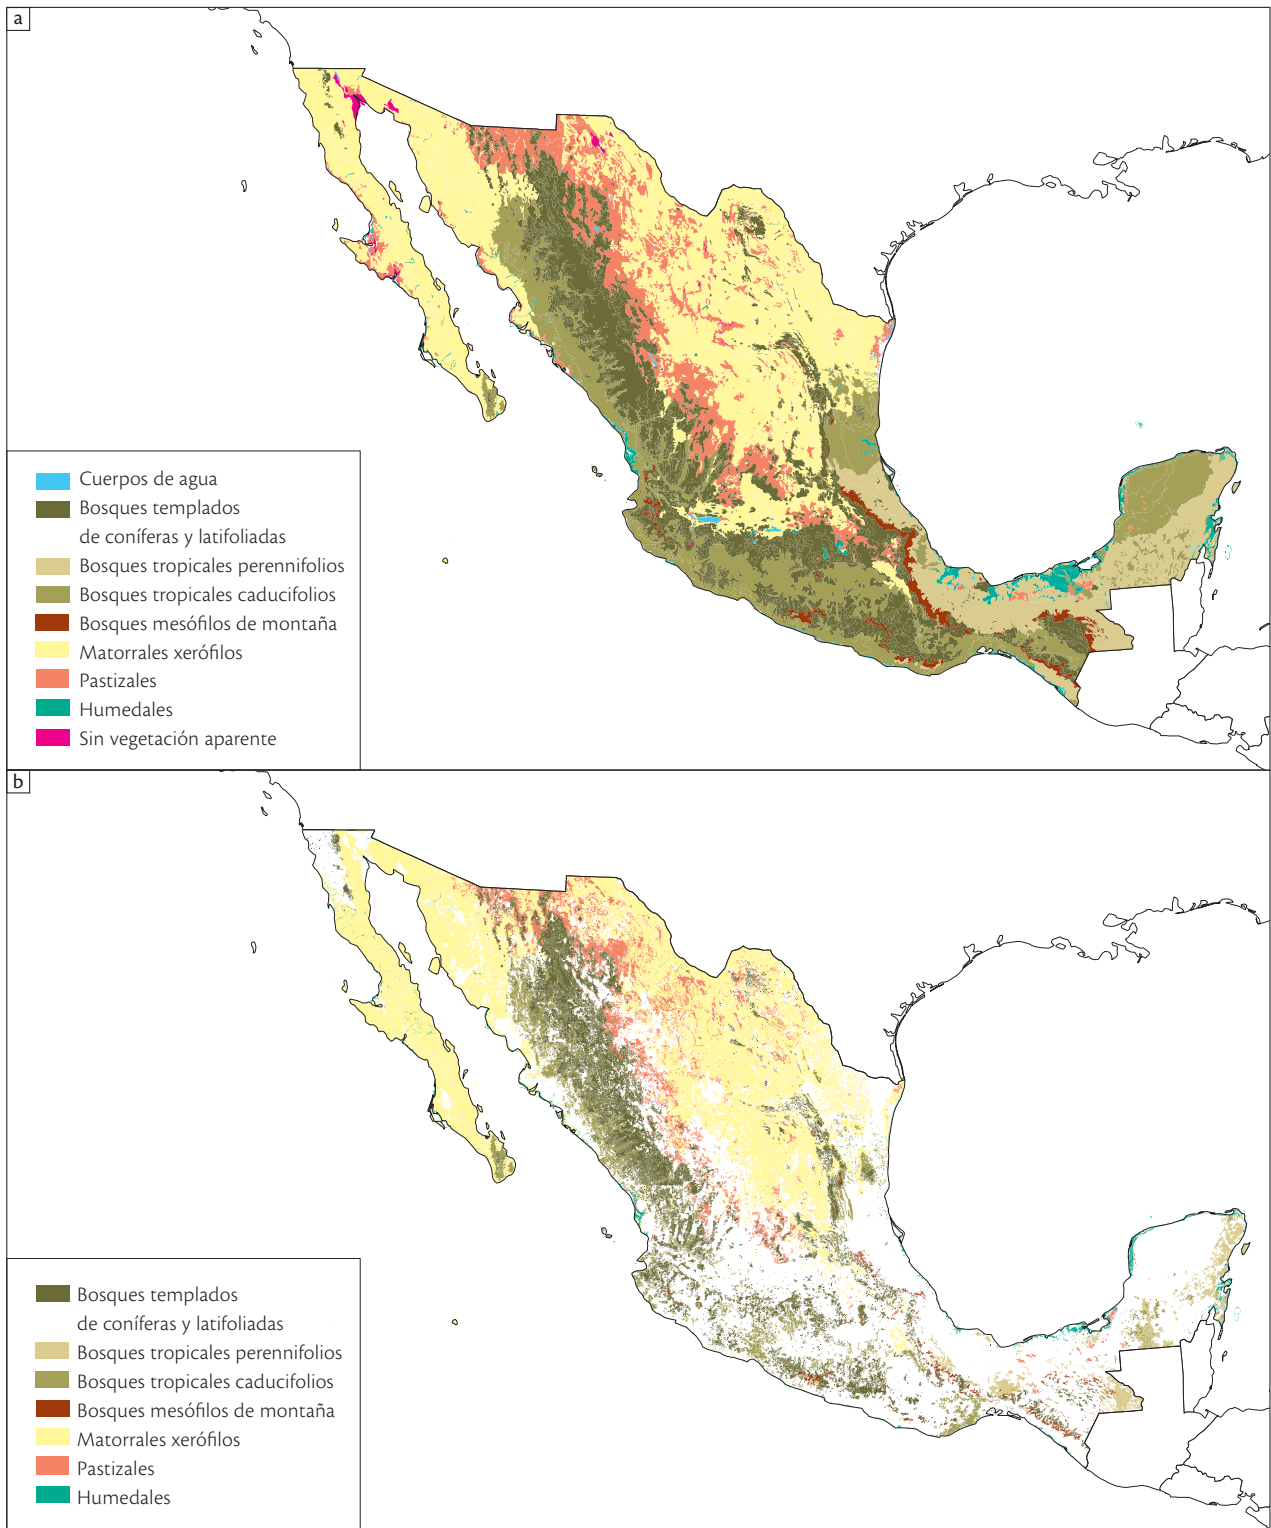 a
Cuerpos de agua
Bosques templados
de coníferas y latifoliadas
Bosques tropicales perennifolios
Bosques tropicales caducifolios
Bosques mesófilos de montaña
Matorrales xerófilos
Pastizales
Humedales
Sin vegetación aparente
b
Bosques templados
de coníferas y latifoliadas
Bosques tropicales perennifolios
Bosques tropicales caducifolios
Bosques mesófilos de montaña
Matorrales xerófilos
Pastizales
Humedales